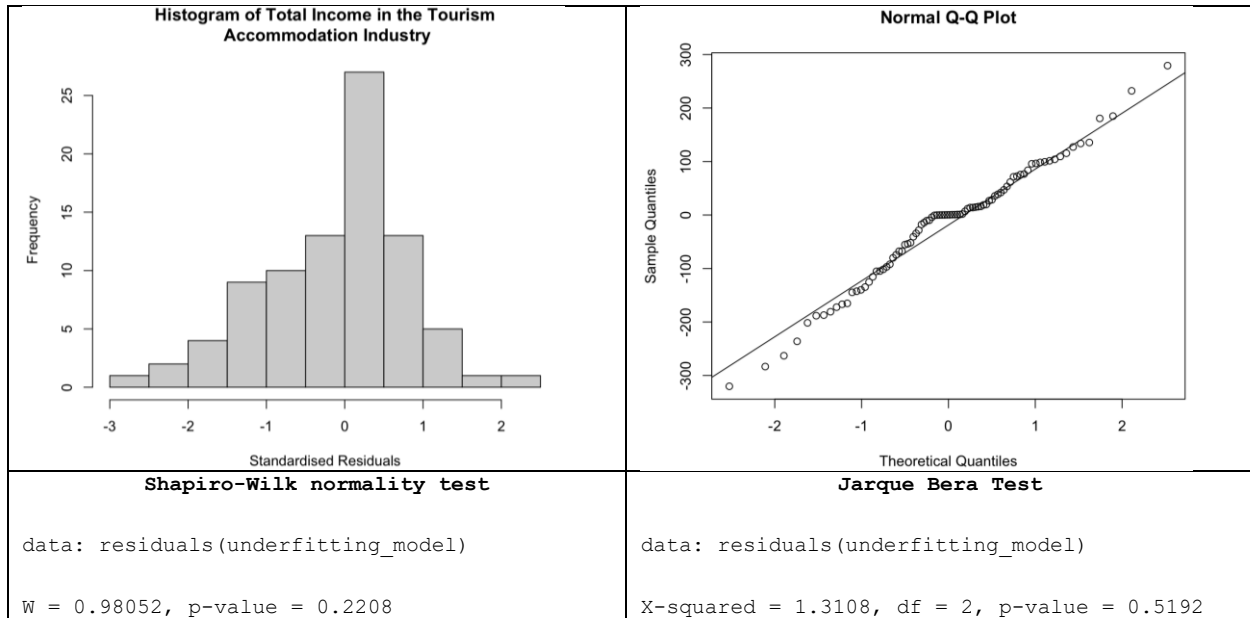 Histogram of Total Income in the Tourism
Accommodation Industry
Frequency
25
20
15
10
5
0
-3
-2
-1
0
1
2
Standardised Residuals
Normal Q-Q Plot
Sample Quantiles
300
200
100
0
-100
-200
-300
-2
-1
0
1
2
Theoretical Quantiles
Shapiro-Wilk normality test
data: residuals(underfitting_model)
W = 0.98052, p-value = 0.2208
Jarque Bera Test
data: residuals(underfitting_model)
X-squared = 1.3108, df = 2, p-value = 0.5192